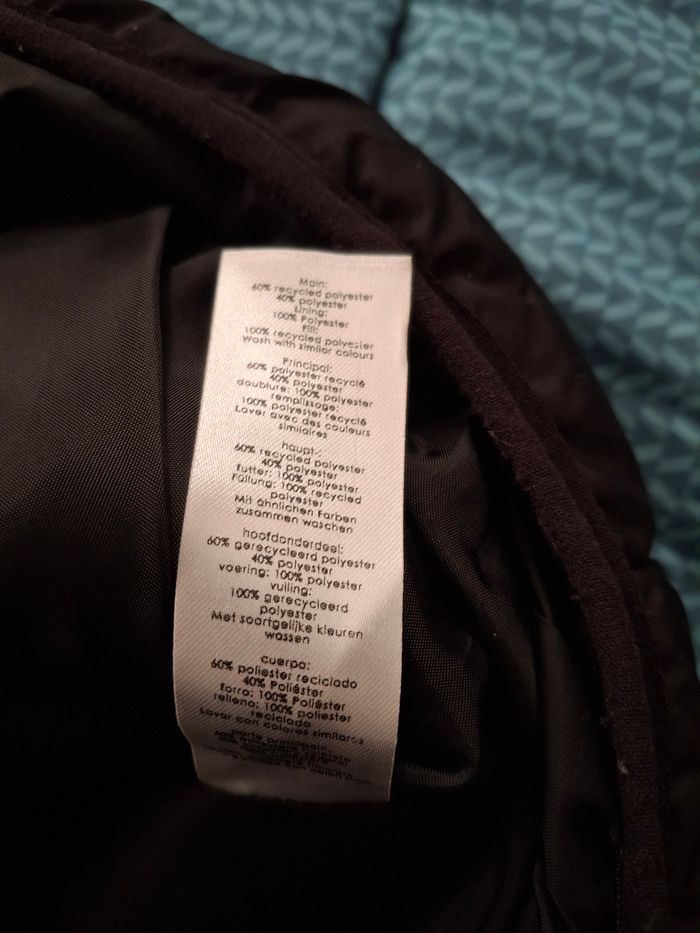 Main:
60% recycled polyester
40% polyester
Lining:
100% Polyester
Fill:
100% recycled polyester
Wash with similar colours
Principal:
60% polyester recyclé
40% polyester
doublure: 100% polyester
remplissage:
100% polyester recyclé
Laver avec des couleurs
similaires
haupt-:
60% recycled polyester
40% polyester
futter: 100% polyester
Füllung: 100% recycled
polyester
Mit ähnlichen Farben
zusammen waschen
hoofdonderdeel:
60% gerecycleerd polyester
40% polyester
voering: 100% polyester
vulling:
100% gerecycleerd
polyester
Met soortgelijke kleuren
wassen
cuerpo:
60% poliester reciclado
40% Poliéster
forro: 100% Poliéster
relleno: 100% poliester
reciclado
Lavar con colores similares
parte principale: